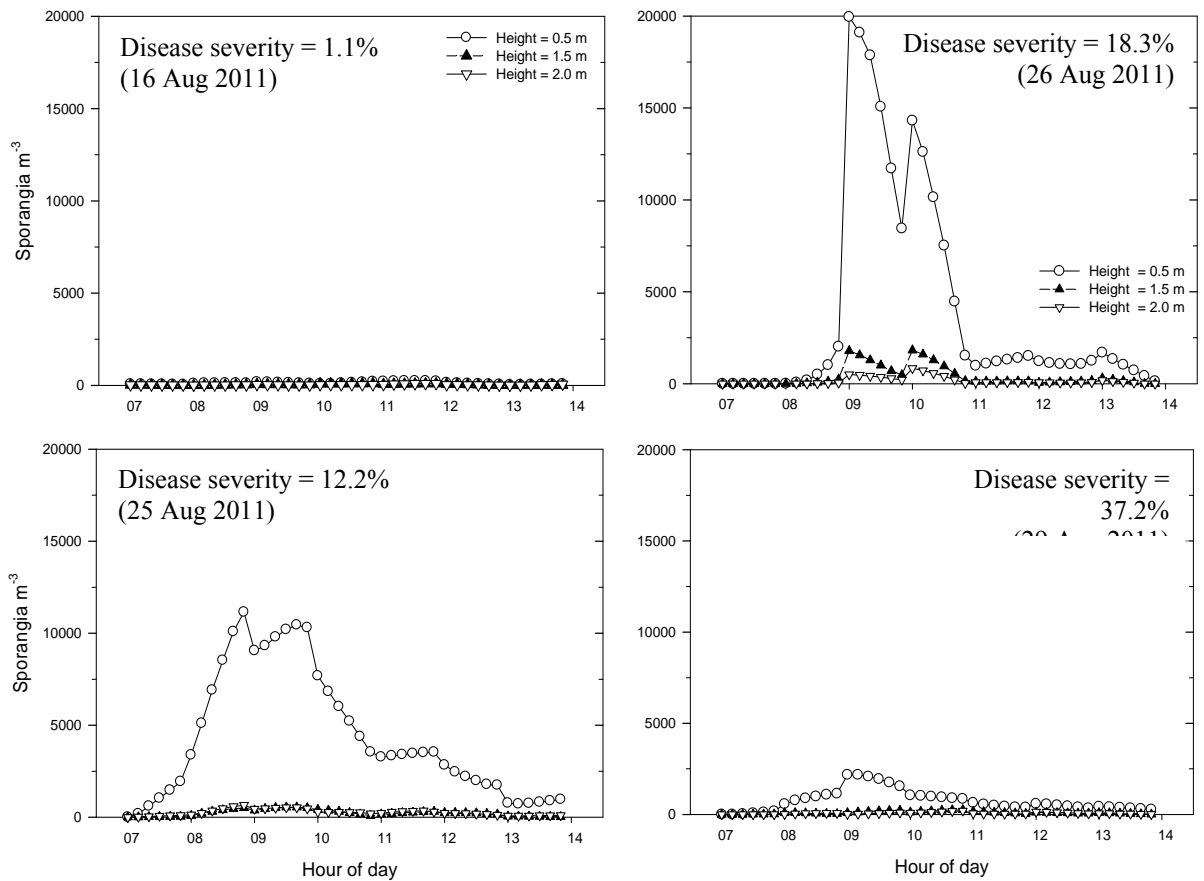 20000
15000
10000
5000
0
Sporangia m-3
Disease severity = 1.1%
(16 Aug 2011)
Height = 0.5 m
Height = 1.5 m
Height = 2.0 m
07 08 09 10 11 12 13 14
20000
15000
10000
5000
0
Disease severity = 18.3%
(26 Aug 2011)
Height = 0.5 m
Height = 1.5 m
Height = 2.0 m
07 08 09 10 11 12 13 14
20000
15000
10000
5000
0
Sporangia m-3
Disease severity = 12.2%
(25 Aug 2011)
07 08 09 10 11 12 13 14
Hour of day
20000
15000
10000
5000
0
Disease severity =
37.2%
2011)
07 08 09 10 11 12 13 14
Hour of day